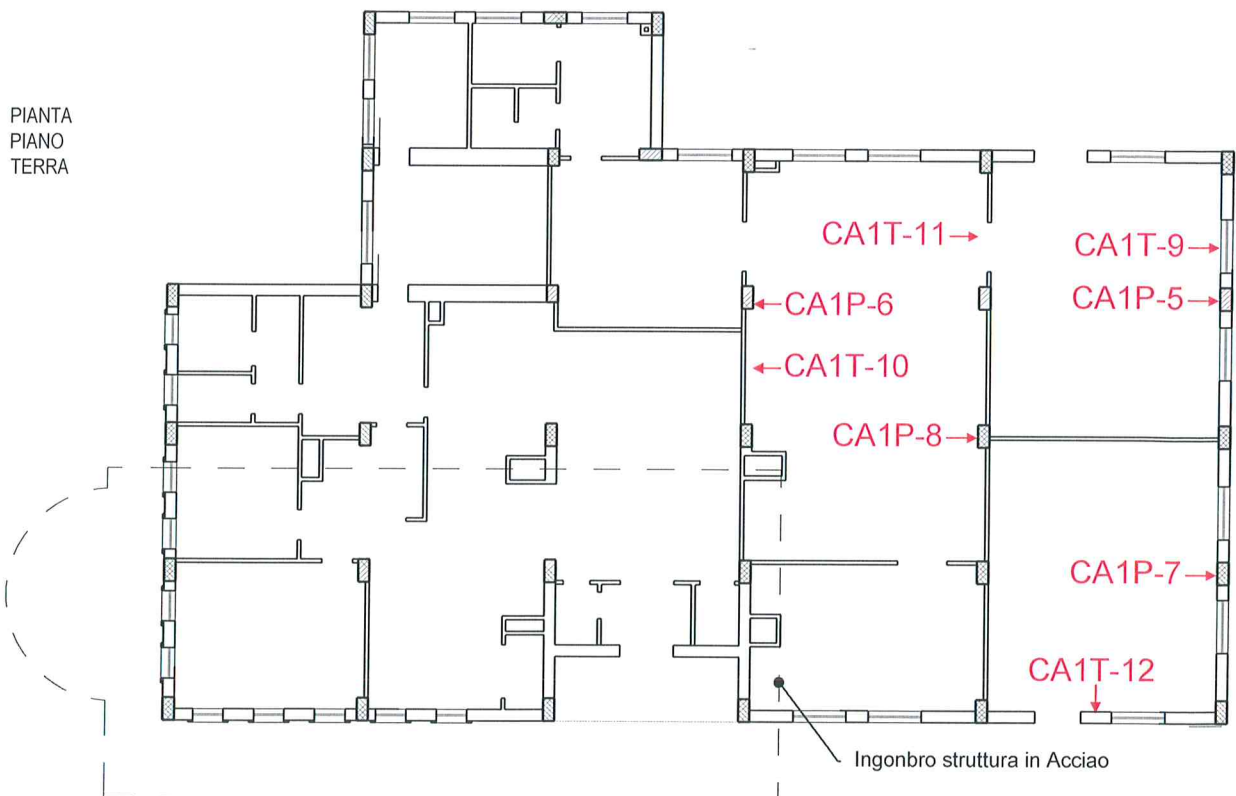 PIANTA
PIANO
TERRA
CA1T-11
CA1T-9
CA1P-6
CA1P-5
CA1T-10
CA1P-8
CA1P-7
CA1T-12
Ingonbro struttura in Acciao